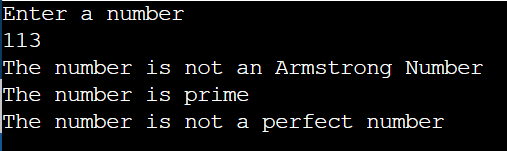 Enter a number
113
The number is not an Armstrong Number
The number is prime
The number is not a perfect number